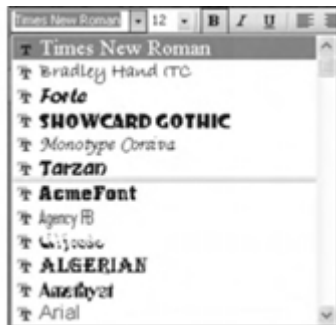 Times New Roman 12 B I U
Times New Roman
Bradley Hand ITC
Forte
SHOWCARD GOTHIC
Monotype Corsiva
Tarzan
AcmeFont
Agency FB
ALGERIAN
Amethyst
Arial